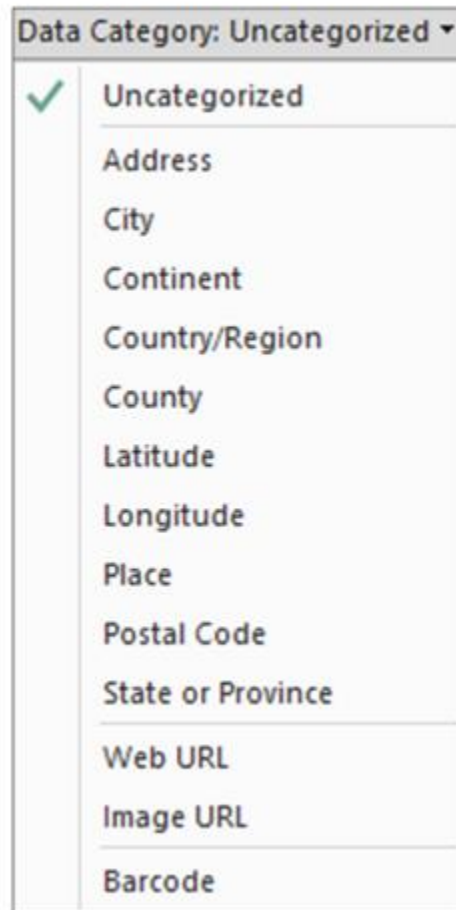 Data Category: Uncategorized
Uncategorized
Address
City
Continent
Country/Region
County
Latitude
Longitude
Place
Postal Code
State or Province
Web URL
Image URL
Barcode